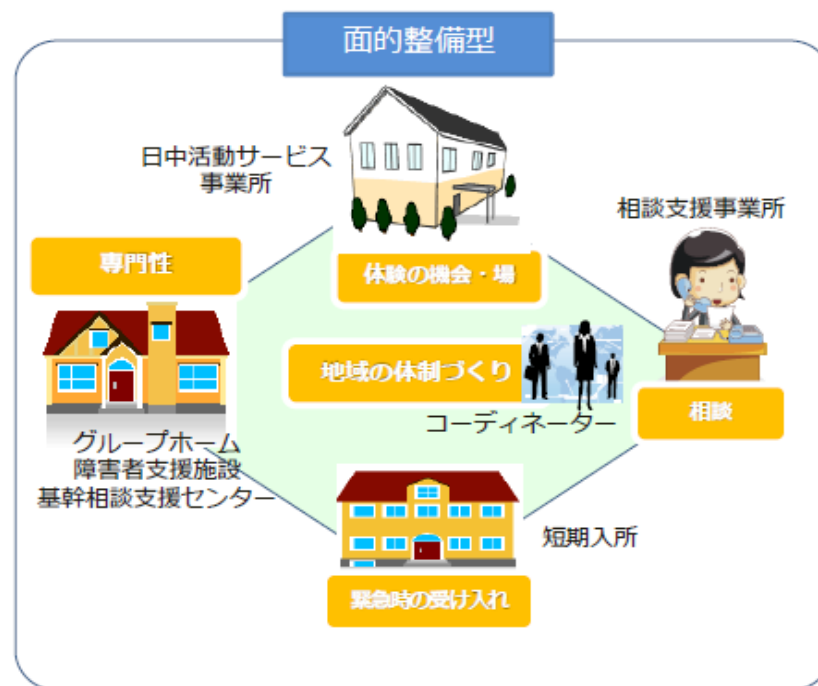 面的整備型
日中活動サービス
事業所
相談支援事業所
専門性
体験の機会・場
地域の体制づくり
コーディネーター
相談
グループホーム
障害者支援施設
基幹相談支援センター
短期入所
緊急時の受け入れ